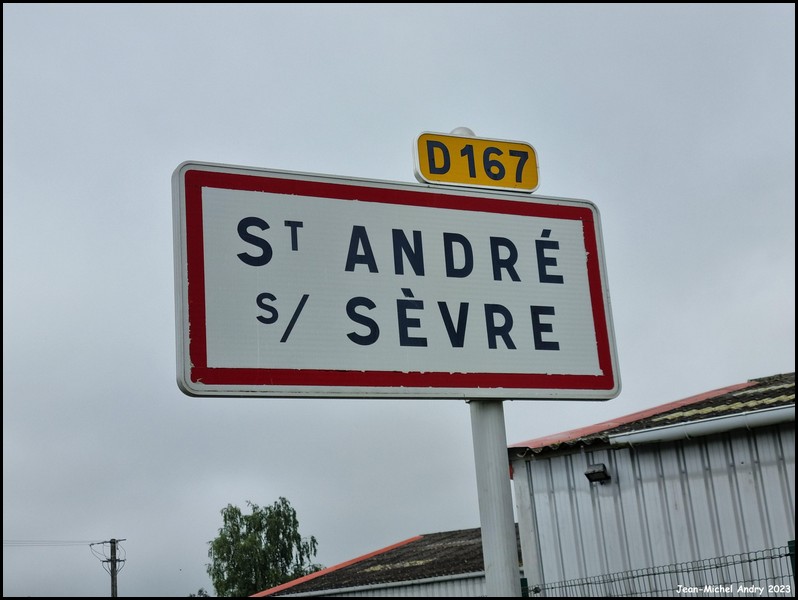 D167
ST ANDRÉ
S/ SÈVRE
Jean-Michel Andry 2023